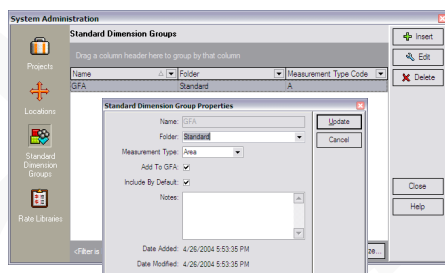 System Administration
Standard Dimension Groups
Drag a column header here to group by that column
Name Folder Measurement Type Code
GFA Standard A
Projects
Locations
Standard
Dimension
Groups
Rate Libraries
Insert
Edit
Delete
Close
Help
Standard Dimension Group Properties
Name: GFA
Folder: Standard
Measurement Type: Area
Add To GFA:
Include By Default:
Notes:
Date Added: 4/26/2004 5:53:35 PM
Date Modified: 4/26/2004 5:53:35 PM
Update
Cancel
<Filter is
ze...